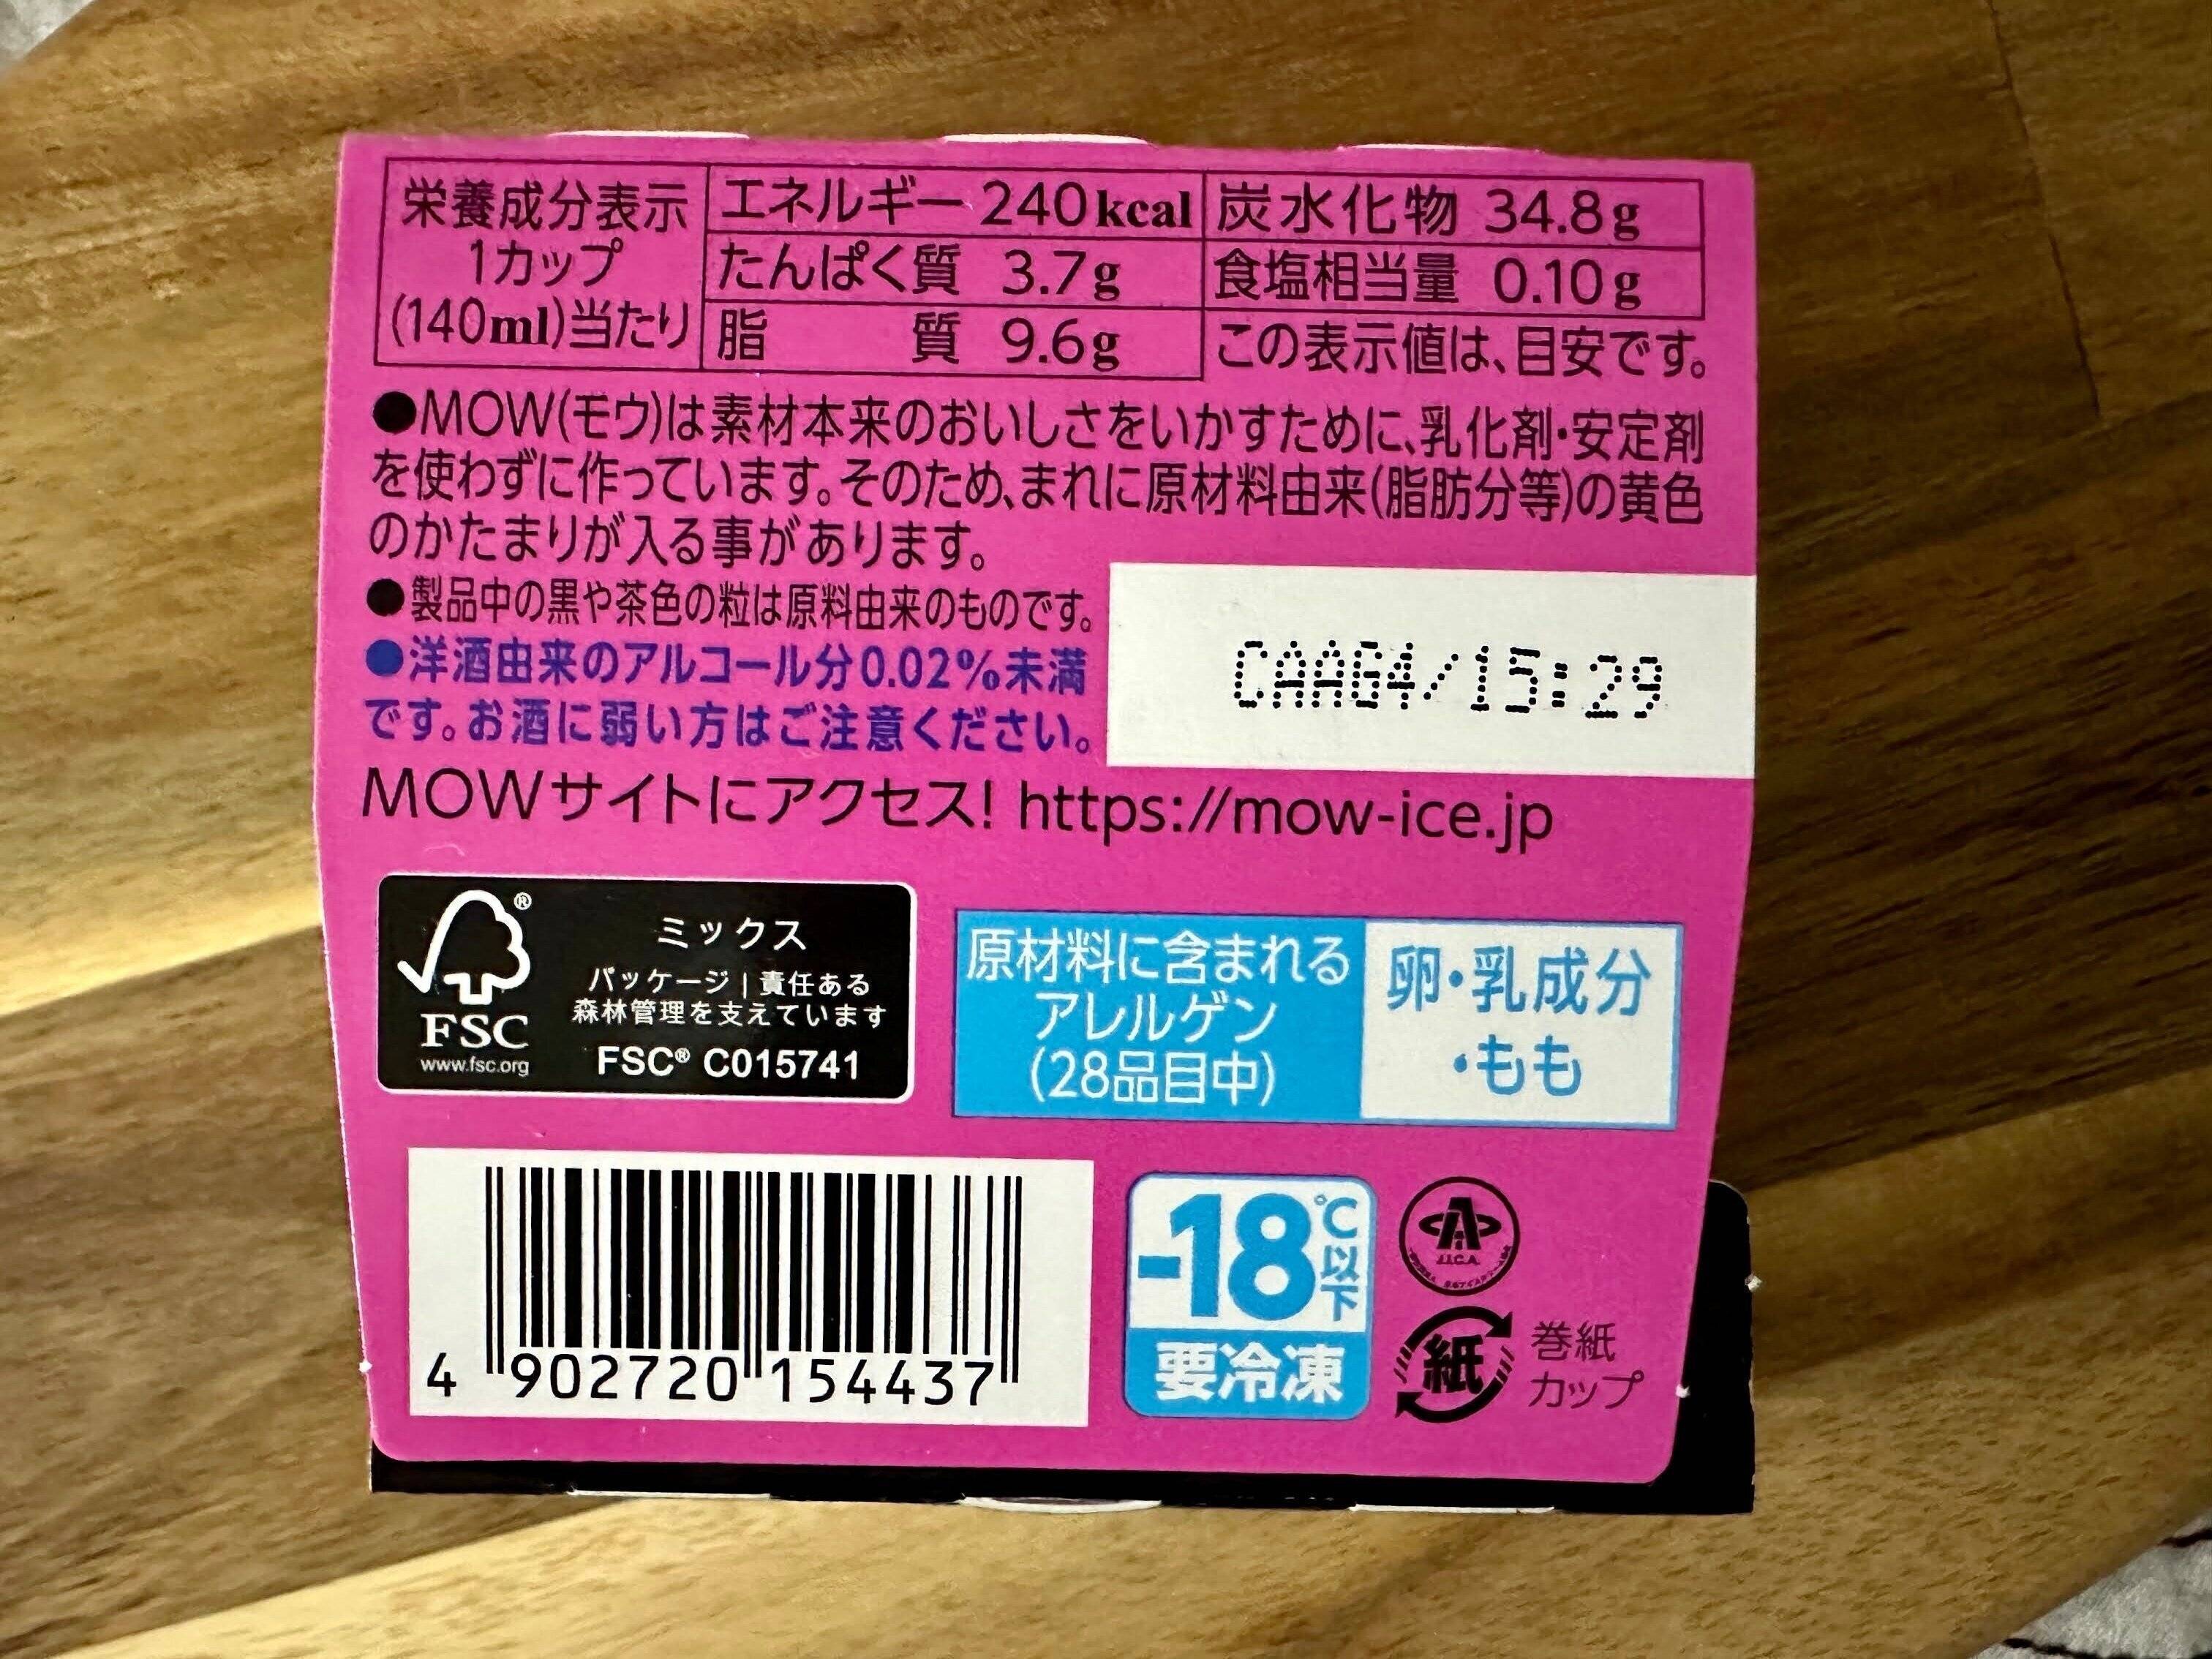 栄養成分表示
1カップ
(140ml)当たり
エネルギー 240kcal
たんぱく質 3.7g
脂質 9.6g
炭水化物 34.8g
食塩相当量 0.10g
この表示値は、目安です。
●MOW(モウ)は素材本来のおいしさをいかすために、乳化剤・安定剤
を使わずに作っています。そのため、まれに原材料由来(脂肪分等)の黄色
のかたまりが入る事があります。
●製品中の黒や茶色の粒は原料由来のものです。
●洋酒由来のアルコール分0.02%未満
です。お酒に弱い方はご注意ください。
CAAG4/15:29
MOWサイトにアクセス! https://mow-ice.jp
®
FSC
www.fsc.org
ミックス
パッケージ | 責任ある
森林管理を支えています
FSC® C015741
原材料に含まれる
アレルゲン
(28品目中)
卵・乳成分
・もも
4 902720 154437
-18℃以下
要冷凍
A
J.I.C.A.
紙
巻紙
カップ